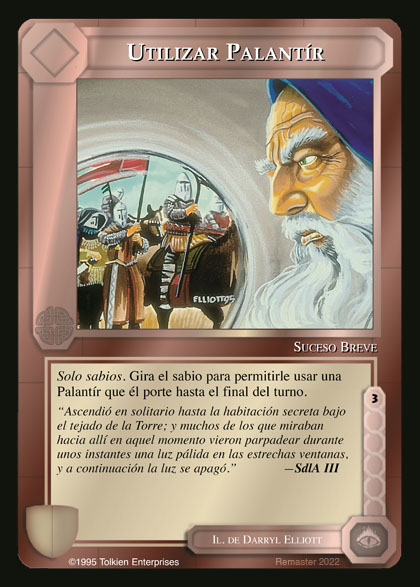 UTILIZAR PALANTÍR
ELLIOTT95
SUCESO BREVE
Solo sabios. Gira el sabio para permitirle usar una
Palantír que él porte hasta el final del turno.
“Ascendió en solitario hasta la habitación secreta bajo
el tejado de la Torre; y muchos de los que miraban
hacia allí en aquel momento vieron parpadear durante
unos instantes una luz pálida en las estrechas ventanas,
y a continuación la luz se apagó.” —SdlA III
3
IL. DE DARRYL ELLIOTT
©1995 Tolkien Enterprises
Remaster 2022